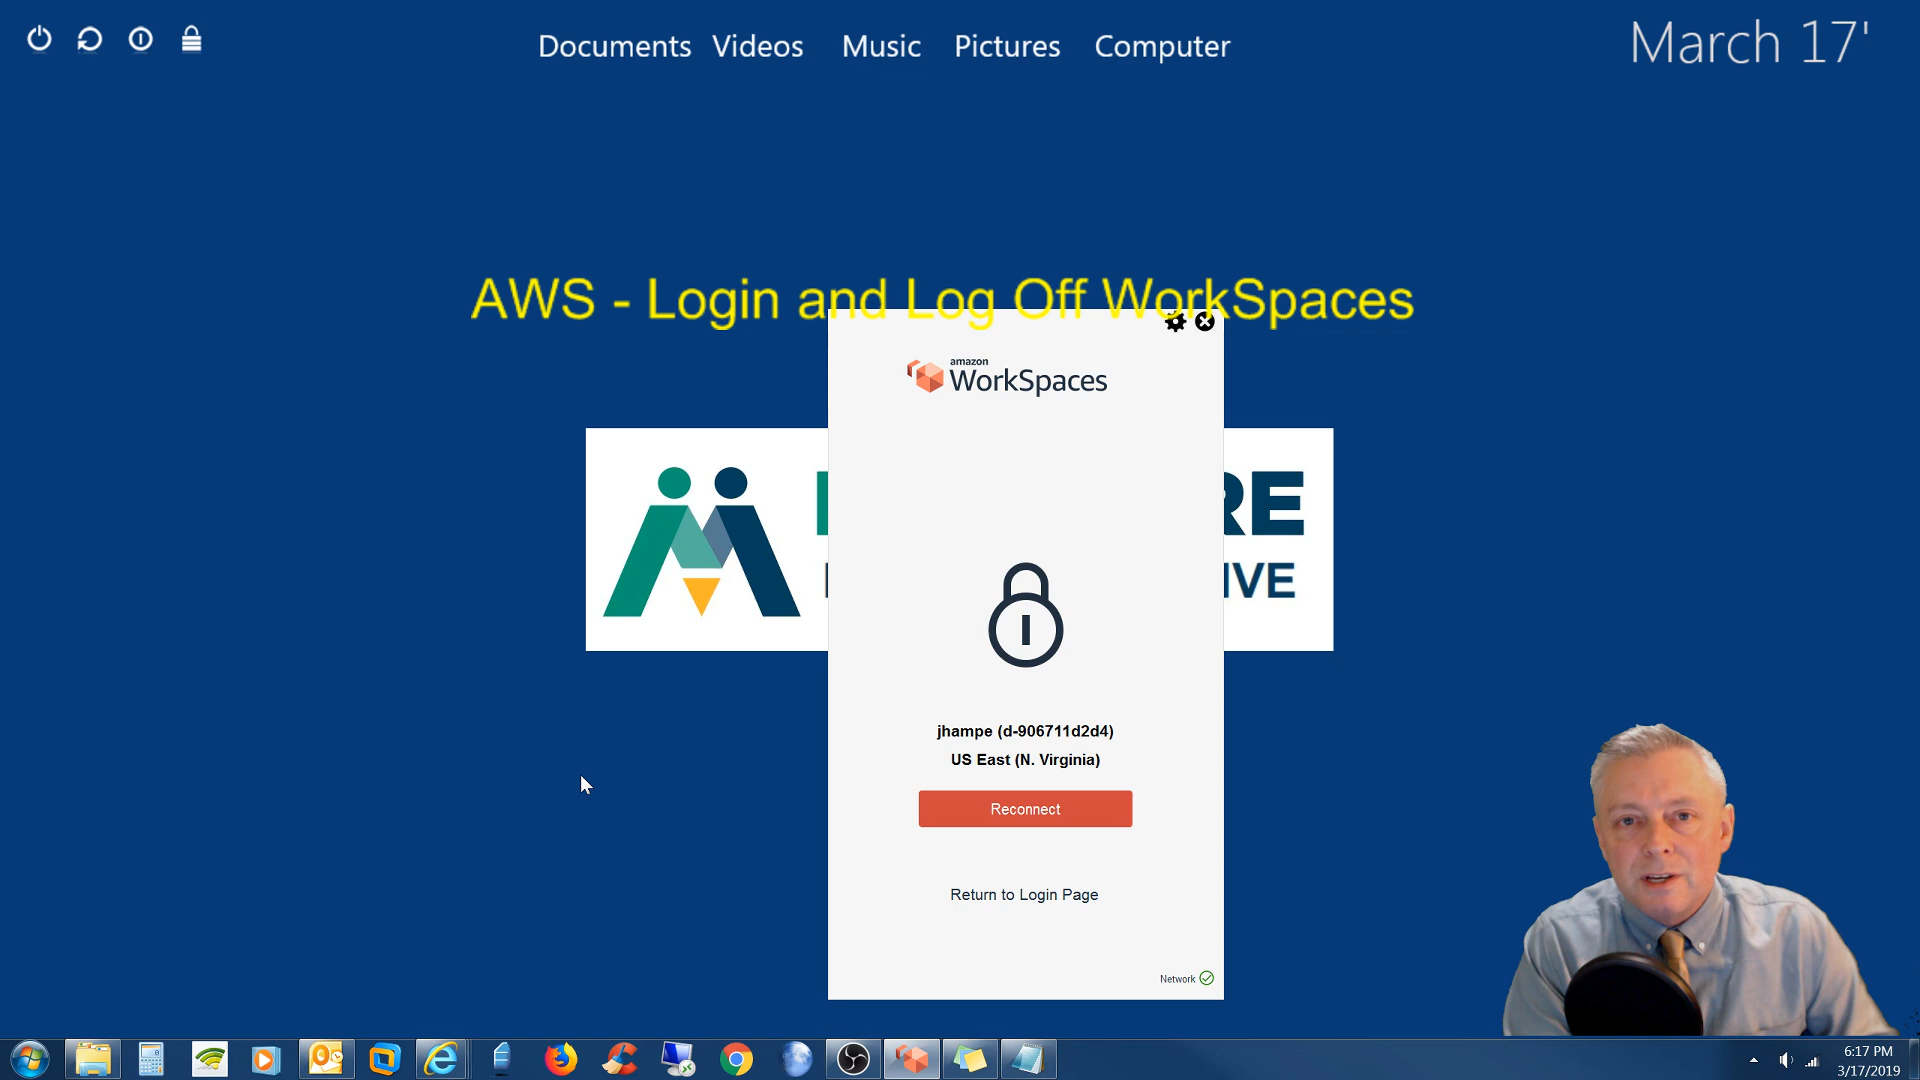 Documents Videos Music Pictures Computer
March 17'
AWS - Login and Log Off WorkSpaces
amazon
WorkSpaces
RE
IVE
jhampe (d-906711d2d4)
US East (N. Virginia)
Reconnect
Return to Login Page
Network
6:17 PM
3/17/2019